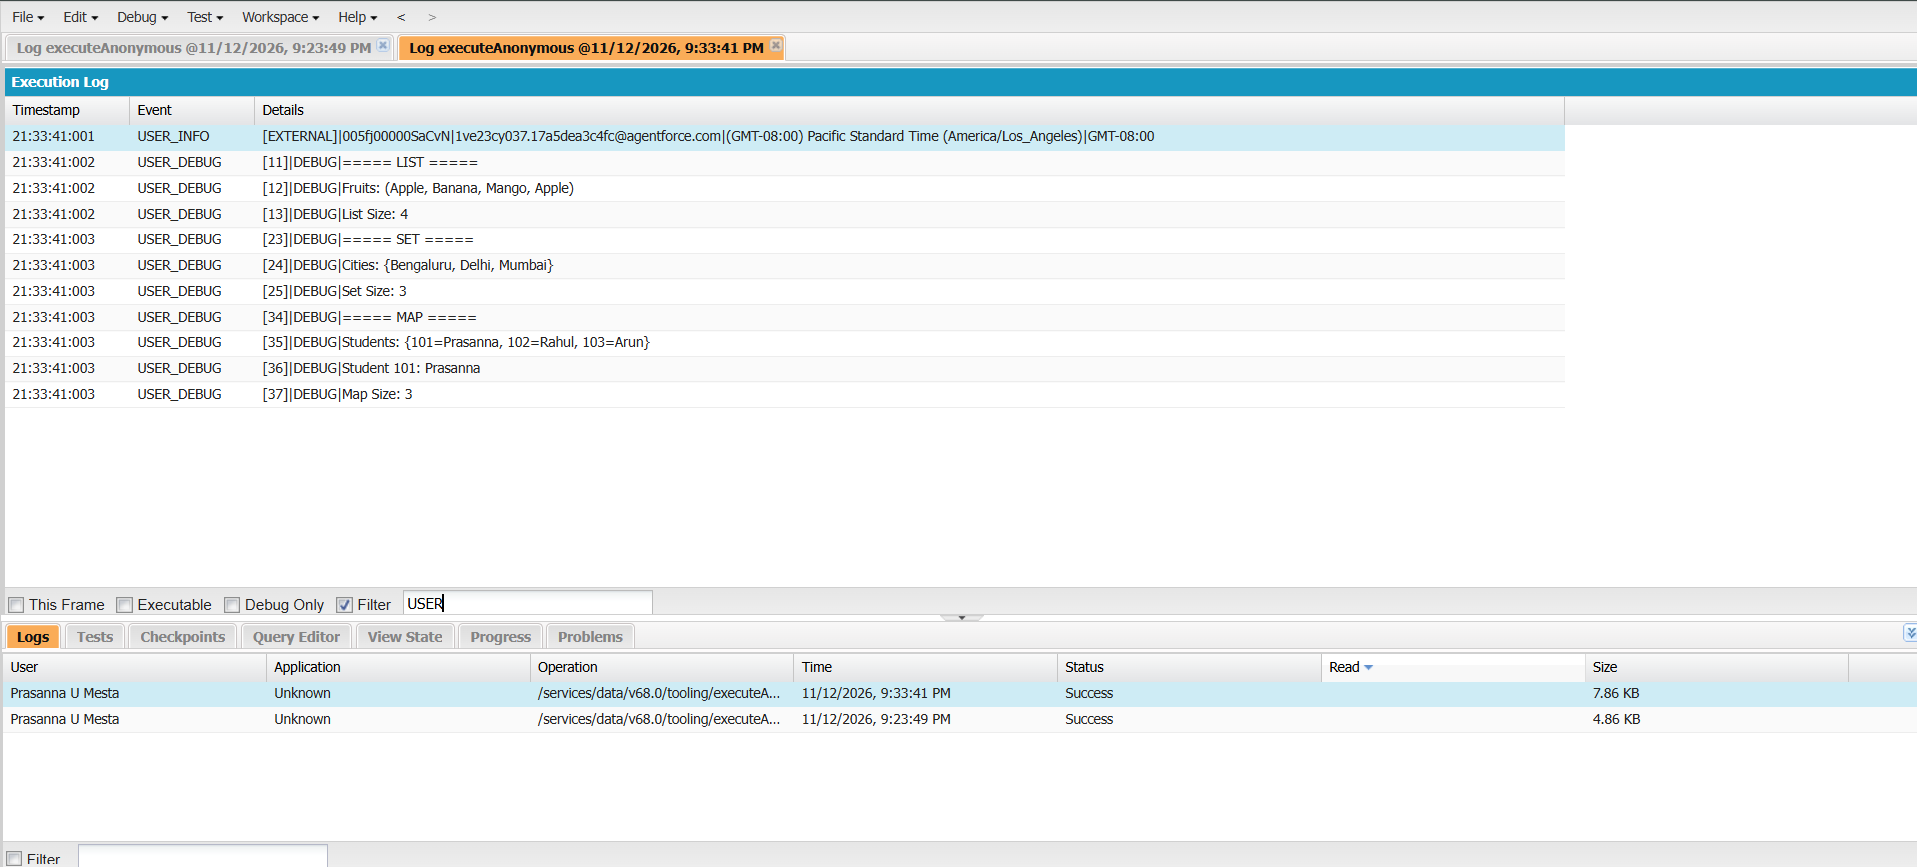 File Edit Debug Test Workspace Help < >
Log executeAnonymous @11/12/2026, 9:23:49 PM Log executeAnonymous @11/12/2026, 9:33:41 PM
Execution Log
Timestamp Event Details
21:33:41:001 USER_INFO [EXTERNAL]|005fj00000SaCvN|1ve23cy037.17a5dea3c4fc@agentforce.com|(GMT-08:00) Pacific Standard Time (America/Los_Angeles)|GMT-08:00
21:33:41:002 USER_DEBUG [11]|DEBUG|===== LIST =====
21:33:41:002 USER_DEBUG [12]|DEBUG|Fruits: (Apple, Banana, Mango, Apple)
21:33:41:002 USER_DEBUG [13]|DEBUG|List Size: 4
21:33:41:003 USER_DEBUG [23]|DEBUG|===== SET =====
21:33:41:003 USER_DEBUG [24]|DEBUG|Cities: {Bengaluru, Delhi, Mumbai}
21:33:41:003 USER_DEBUG [25]|DEBUG|Set Size: 3
21:33:41:003 USER_DEBUG [34]|DEBUG|===== MAP =====
21:33:41:003 USER_DEBUG [35]|DEBUG|Students: {101=Prasanna, 102=Rahul, 103=Arun}
21:33:41:003 USER_DEBUG [36]|DEBUG|Student 101: Prasanna
21:33:41:003 USER_DEBUG [37]|DEBUG|Map Size: 3
This Frame Executable Debug Only Filter USER
Logs Tests Checkpoints Query Editor View State Progress Problems
User Application Operation Time Status Read Size
Prasanna U Mesta Unknown /services/data/v68.0/tooling/executeA... 11/12/2026, 9:33:41 PM Success 7.86 KB
Prasanna U Mesta Unknown /services/data/v68.0/tooling/executeA... 11/12/2026, 9:23:49 PM Success 4.86 KB
Filter